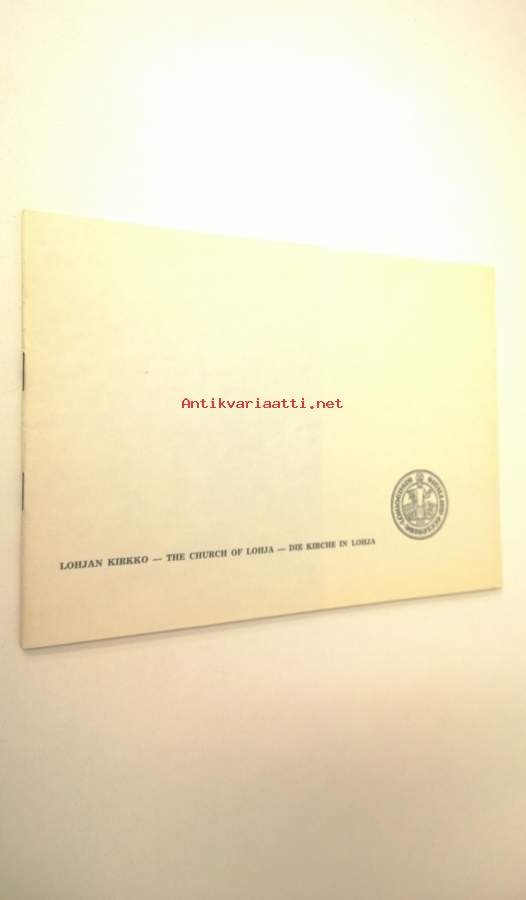 Antikvariaatti.net
LOHJAN KIRKKO — THE CHURCH OF LOHJA — DIE KIRCHE IN LOHJA